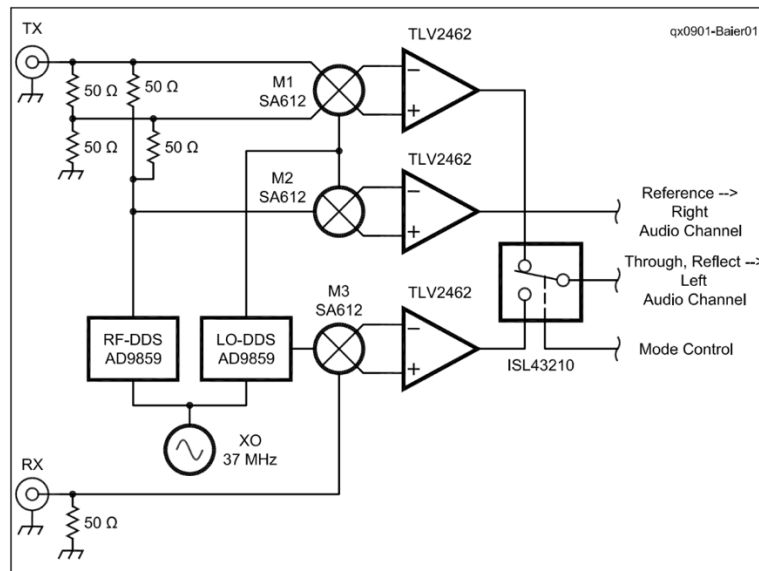 TX
TLV2462
qx0901-Baier01
50 Ω
50 Ω
M1
SA612
50 Ω
50 Ω
TLV2462
M2
SA612
Reference -->
Right
Audio Channel
Through, Reflect -->
Left
Audio Channel
M3
SA612
TLV2462
RF-DDS
AD9859
LO-DDS
AD9859
Mode Control
ISL43210
XO
37 MHz
RX
50 Ω